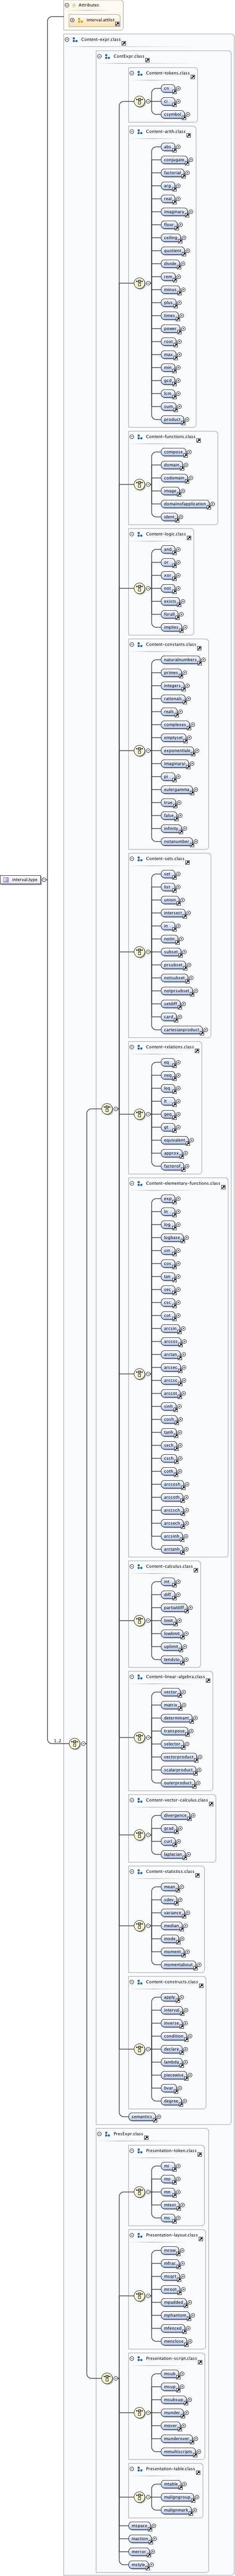 Attributes
interval.attlist
Content-expr.class
ContExpr.class
Content-tokens.class
cn
ci
csymbol
Content-arith.class
abs
conjugate
factorial
arg
real
imaginary
floor
ceiling
quotient
divide
rem
minus
plus
times
power
root
max
min
gcd
lcm
sum
product
Content-functions.class
compose
domain
codomain
image
domainofapplication
ident
Content-logic.class
and
or
xor
not
exists
forall
implies
Content-constants.class
naturalnumbers
primes
integers
rationals
reals
complexes
emptyset
exponentiale
imaginaryi
pi
eulergamma
true
false
infinity
notanumber
Content-sets.class
set
list
union
intersect
in
notin
subset
prsubset
notsubset
notprsubset
setdiff
card
cartesianproduct
interval.type
Content-relations.class
eq
neq
leq
lt
geq
gt
equivalent
approx
factorof
Content-elementary-functions.class
exp
ln
log
logbase
sin
cos
tan
sec
csc
cot
arcsin
arccos
arctan
arcsec
arccsc
arccot
sinh
cosh
tanh
sech
csch
coth
arccosh
arccoth
arccsch
arcsech
arcsinh
arctanh
Content-calculus.class
int
diff
partialdiff
limit
lowlimit
uplimit
tendsto
Content-linear-algebra.class
vector
matrix
determinant
transpose
selector
vectorproduct
scalarproduct
outerproduct
1..2
Content-vector-calculus.class
divergence
grad
curl
laplacian
Content-statistics.class
mean
sdev
variance
median
mode
moment
momentabout
Content-constructs.class
apply
interval
inverse
condition
declare
lambda
piecewise
bvar
degree
semantics
PresExpr.class
Presentation-token.class
mi
mo
mn
mtext
ms
Presentation-layout.class
mrow
mfrac
msqrt
mroot
mpadded
mphantom
mfenced
menclose
Presentation-script.class
msub
msup
msubsup
munder
mover
munderover
mmultiscripts
Presentation-table.class
mtable
maligngroup
malignmark
mspace
maction
merror
mstyle